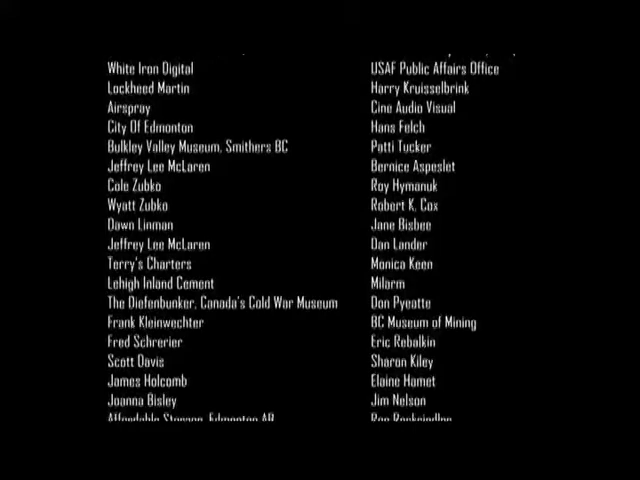 White Iron Digital
Lockheed Martin
Airspray
City Of Edmonton
Bulkley Valley Museum, Smithers BC
Jeffrey Lee McLaren
Cole Zubko
Wyatt Zubko
Dawn Linman
Jeffrey Lee McLaren
Terry's Charters
Lehigh Inland Cement
The Diefenbunker, Canada's Cold War Museum
Frank Kleinwechter
Fred Schrerier
Scott Davis
James Holcomb
Joanna Bisley
USAF Public Affairs Office
Harry Kruisselbrink
Cine Audio Visual
Hans Felch
Patti Tucker
Bernice Aspeslet
Roy Hymanuk
Robert K. Cox
Jane Bisbee
Dan Lander
Monica Keen
Milarm
Don Pyeatte
BC Museum of Mining
Eric Rebalkin
Sharon Kiley
Elaine Hamet
Jim Nelson